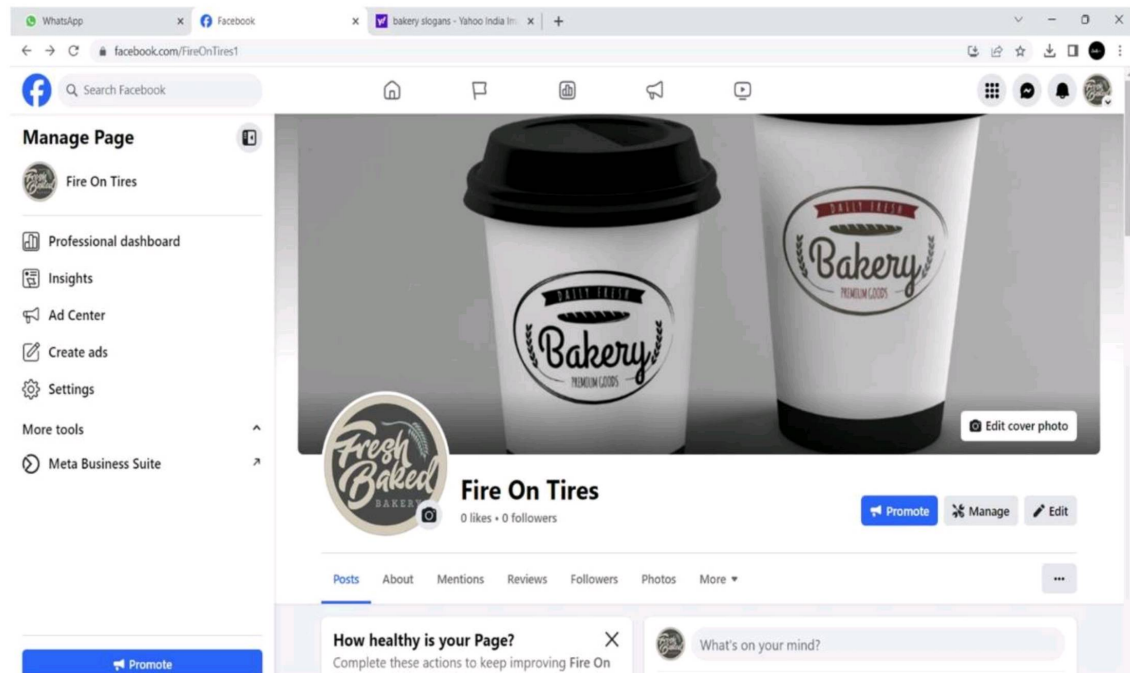 WhatsApp
Facebook
bakery slogans - Yahoo India Im
facebook.com/FireOnTires1
Search Facebook
Manage Page
Fire On Tires
Professional dashboard
Insights
Ad Center
Create ads
Settings
More tools
Meta Business Suite
Promote
DAILY FRESH
Bakery
PREMIUM GOODS
DAILY FRESH
Bakery
PREMIUM GOODS
Edit cover photo
Fresh
Baked
BAKERY
Fire On Tires
0 likes • 0 followers
Promote
Manage
Edit
Posts
About
Mentions
Reviews
Followers
Photos
More
How healthy is your Page?
Complete these actions to keep improving Fire On
What's on your mind?